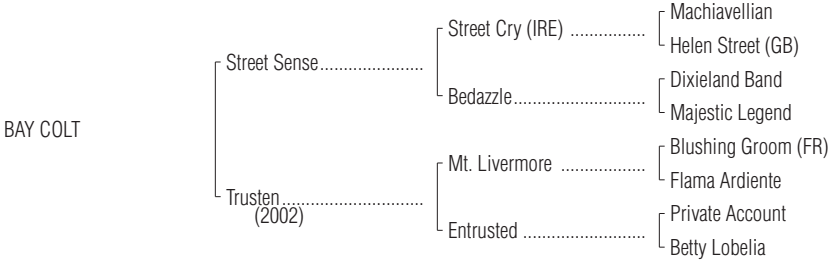 Machiavellian
Street Cry (IRE) ................
Helen Street (GB)
Street Sense......................
Dixieland Band
Bedazzle............................
Majestic Legend
BAY COLT
Blushing Groom (FR)
Mt. Livermore ..................
Flama Ardiente
Trusten..............................
(2002)
Private Account
Entrusted ..........................
Betty Lobelia